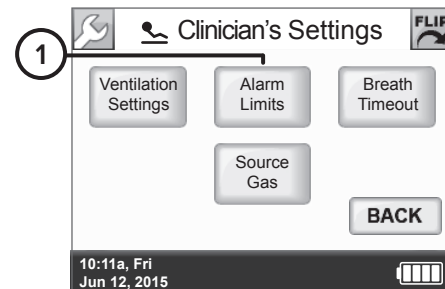 Clinician's Settings
FLIP
1
Ventilation
Settings
Alarm
Limits
Breath
Timeout
Source
Gas
BACK
10:11a, Fri
Jun 12, 2015